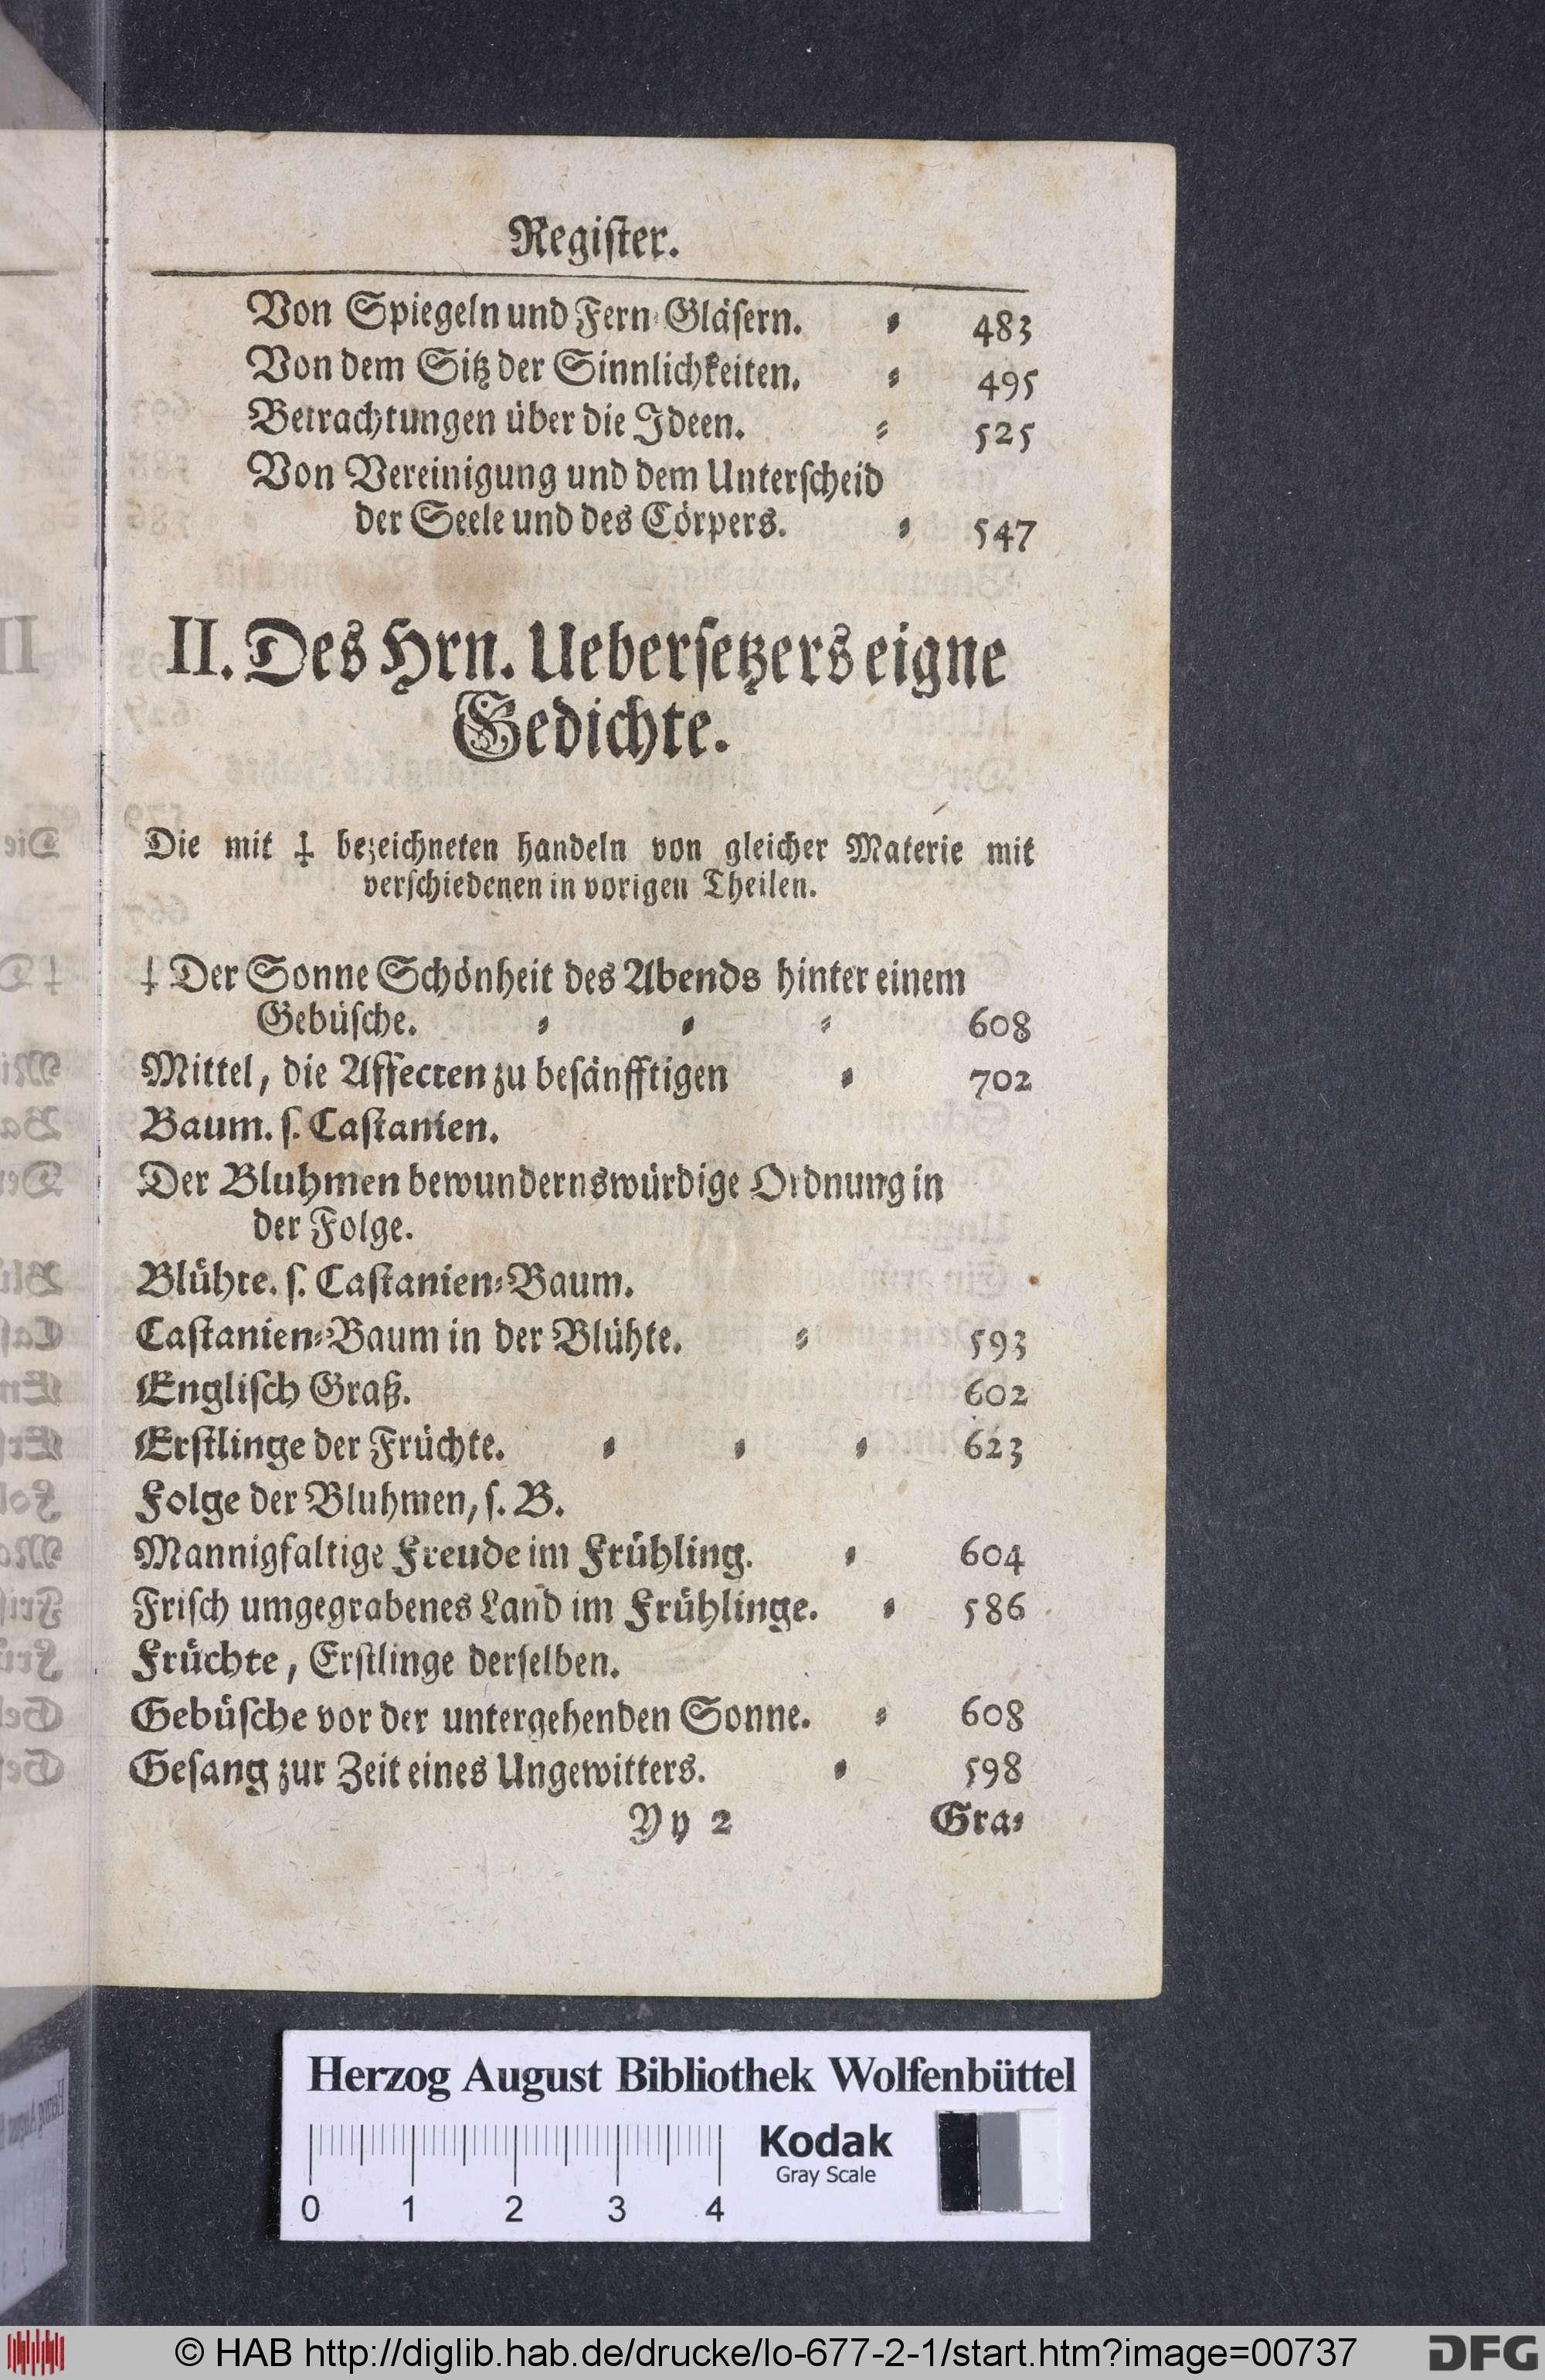 Regiſter.
Von Spiegeln und Fern⸗Gläſern. ⸗ 483
Von dem Sitz der Sinnlichkeiten. ⸗ 495
Betrachtungen über die Ideen. ⸗ 525
Von Vereinigung und dem Unterſcheid
der Seele und des Cörpers. ⸗ 547
II. Des Hrn. Ueberſetzers eigne
Gedichte.
Die mit ‡ bezeichneten handeln von gleicher Materie mit
verſchiedenen in vorigen Theilen.
‡ Der Sonne Schönheit des Abends hinter einem
Gebüſche. ⸗ ⸗ ⸗ 608
Mittel, die Affecten zu beſänfftigen ⸗ 702
Baum. ſ. Caſtanien.
Der Bluhmen bewundernswürdige Ordnung in
der Folge.
Blühte. ſ. Caſtanien⸗Baum.
Caſtanien⸗Baum in der Blühte. ⸗ 593
Engliſch Graß. 602
Erſtlinge der Früchte. ⸗ ⸗ ⸗ 623
Folge der Bluhmen, ſ. B.
Mannigfaltige Freude im Frühling. ⸗ 604
Friſch umgegrabenes Land im Frühlinge. ⸗ 586
Früchte, Erſtlinge derſelben.
Gebüſche vor der untergehenden Sonne. ⸗ 608
Geſang zur Zeit eines Ungewitters. ⸗ 598
Yy 2 Gra⸗
Herzog August Bibliothek Wolfenbüttel
Kodak
Gray Scale
0 1 2 3 4
© HAB http://diglib.hab.de/drucke/lo-677-2-1/start.htm?image=00737
DFG